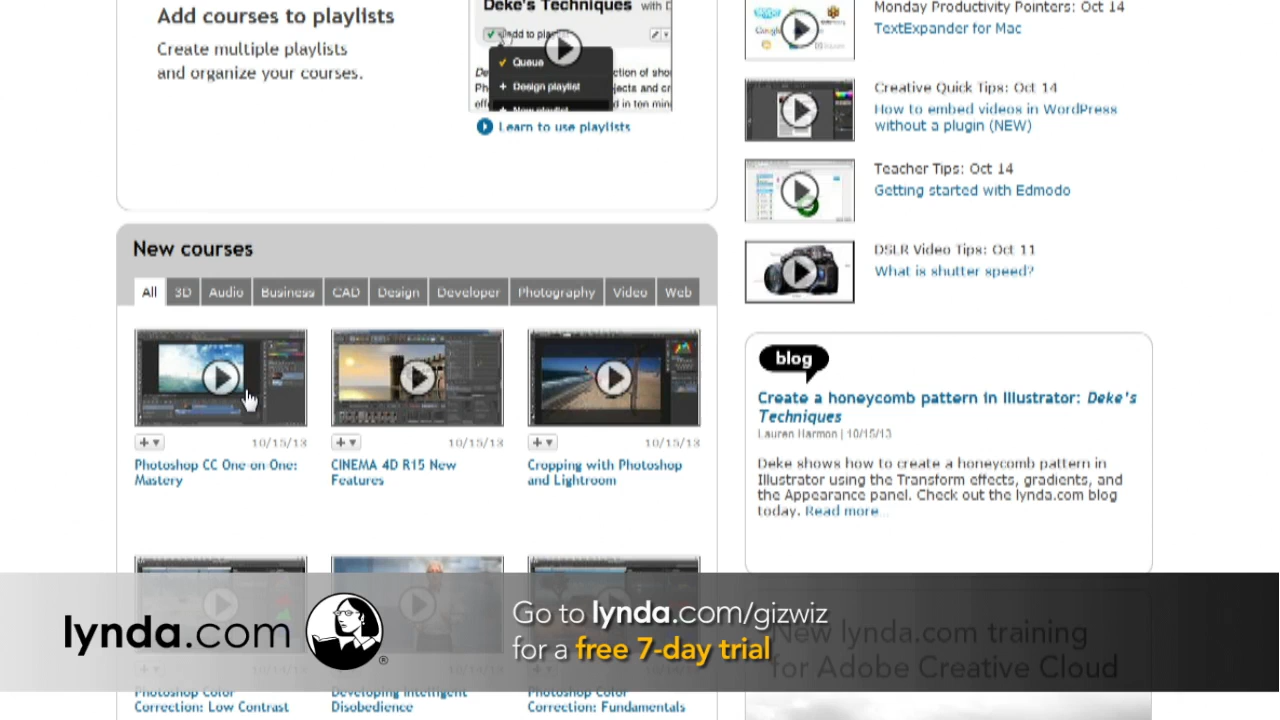 Add courses to playlists
Create multiple playlists
and organize your courses.
Deke's Techniques
add to
Queue
Design playlist
New playlist
Learn to use playlists
New courses
All 3D Audio Business CAD Design Developer Photography Video Web
10/15/13 10/15/13 10/15/13
Photoshop CC One-on-One:
Mastery
CINEMA 4D R15 New
Features
Cropping with Photoshop
and Lightroom
Photoshop Color
Correction: Low Contrast
Developing Intelligent
Disobedience
Photoshop Color
Correction: Fundamentals
Monday Productivity Pointers: Oct 14
TextExpander for Mac
Creative Quick Tips: Oct 14
How to embed videos in WordPress
without a plugin (NEW)
Teacher Tips: Oct 14
Getting started with Edmodo
DSLR Video Tips: Oct 11
What is shutter speed?
blog
Create a honeycomb pattern in Illustrator: Deke's
Techniques
Lauren Harmon | 10/15/13
Deke shows how to create a honeycomb pattern in
Illustrator using the Transform effects, gradients, and
the Appearance panel. Check out the lynda.com blog
today. Read more...
New lynda.com training
for Adobe Creative Cloud
lynda.com
®
Go to lynda.com/gizwiz
for a free 7-day trial